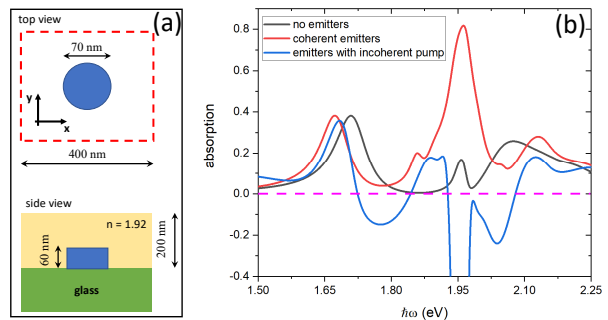 top view
(a)
70 nm
y
x
400 nm
side view
n = 1.92
60 nm
200 nm
glass
(b)
no emitters
coherent emitters
emitters with incoherent pump
absorption
0.8
0.6
0.4
0.2
0.0
-0.2
-0.4
1.50
1.65
1.80
1.95
2.10
2.25
ℏω (eV)